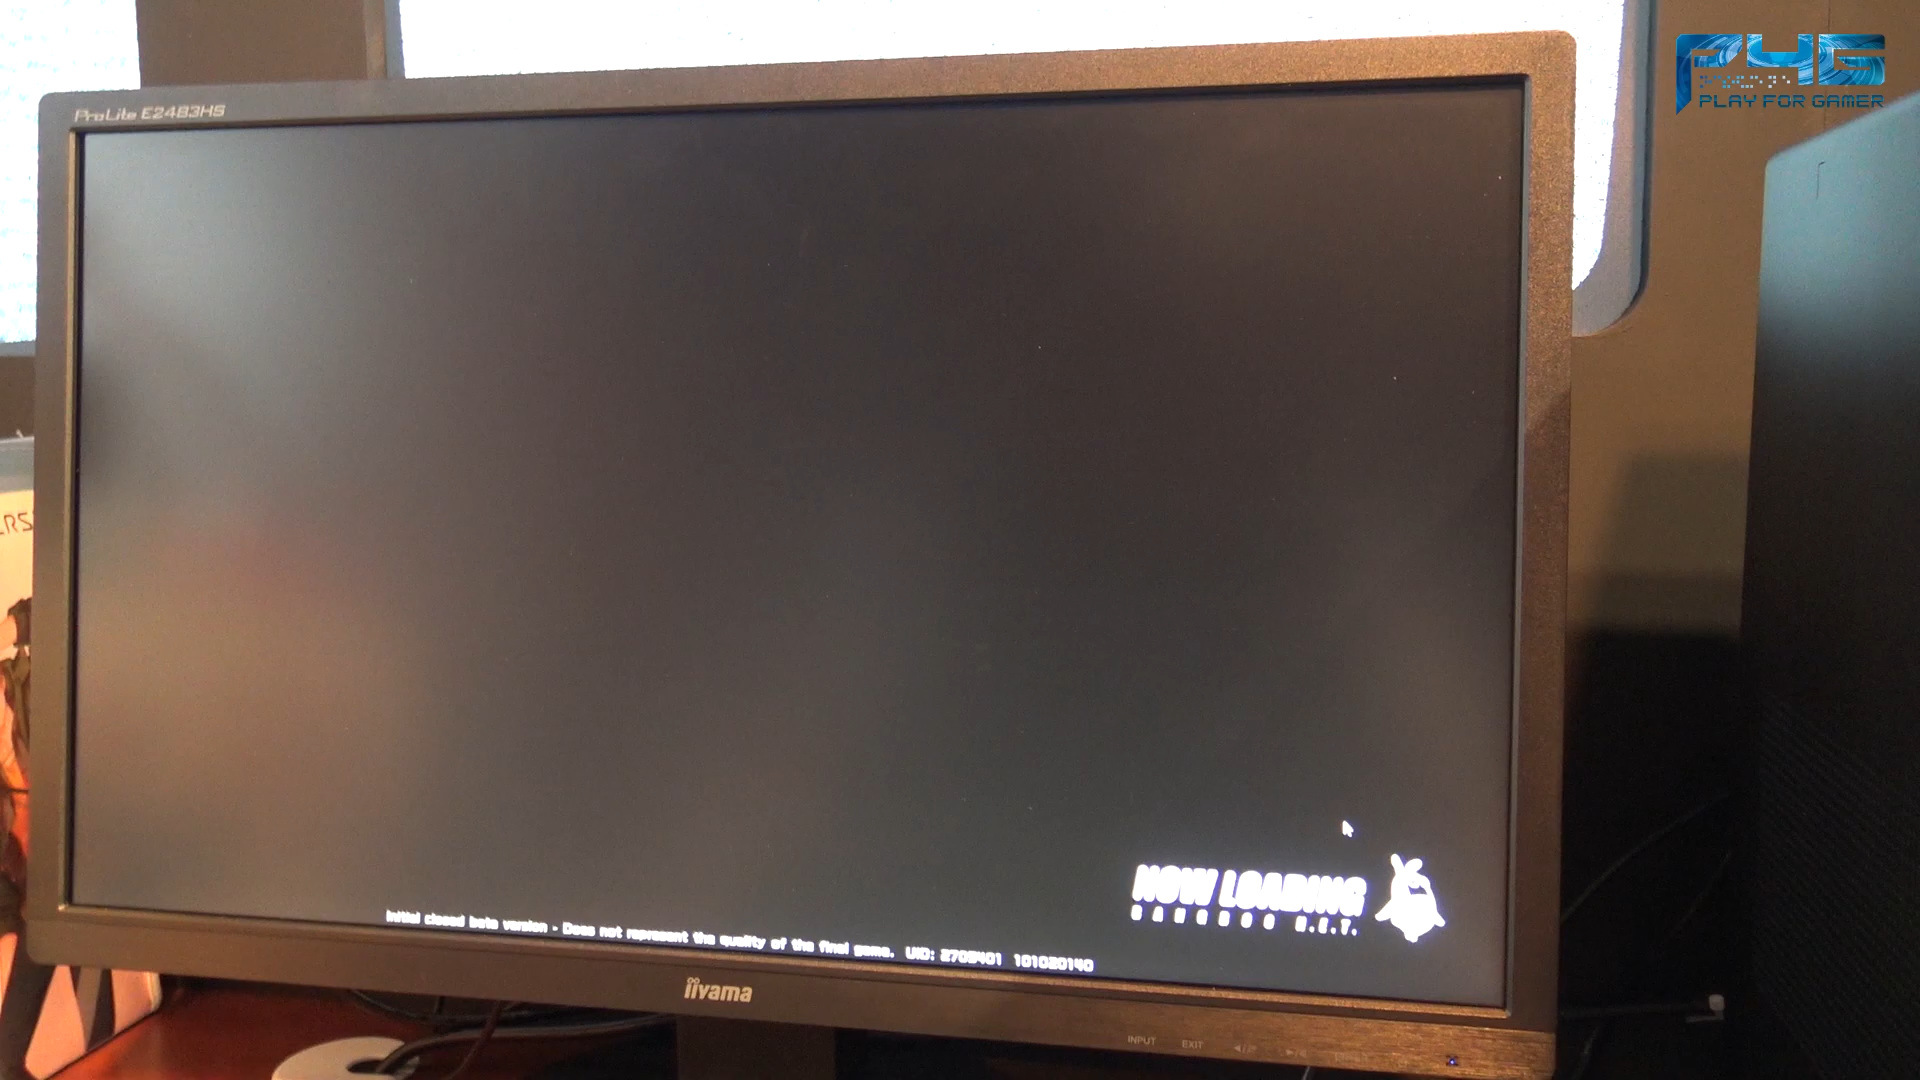 P4G
PLAY FOR GAMER
ProLite E2483HS
NOW LOADING
BANGBOO N.E.T.
Initial closed beta version - Does not represent the quality of the final game. UID: 2709401 101020140
iiyama
INPUT
EXIT